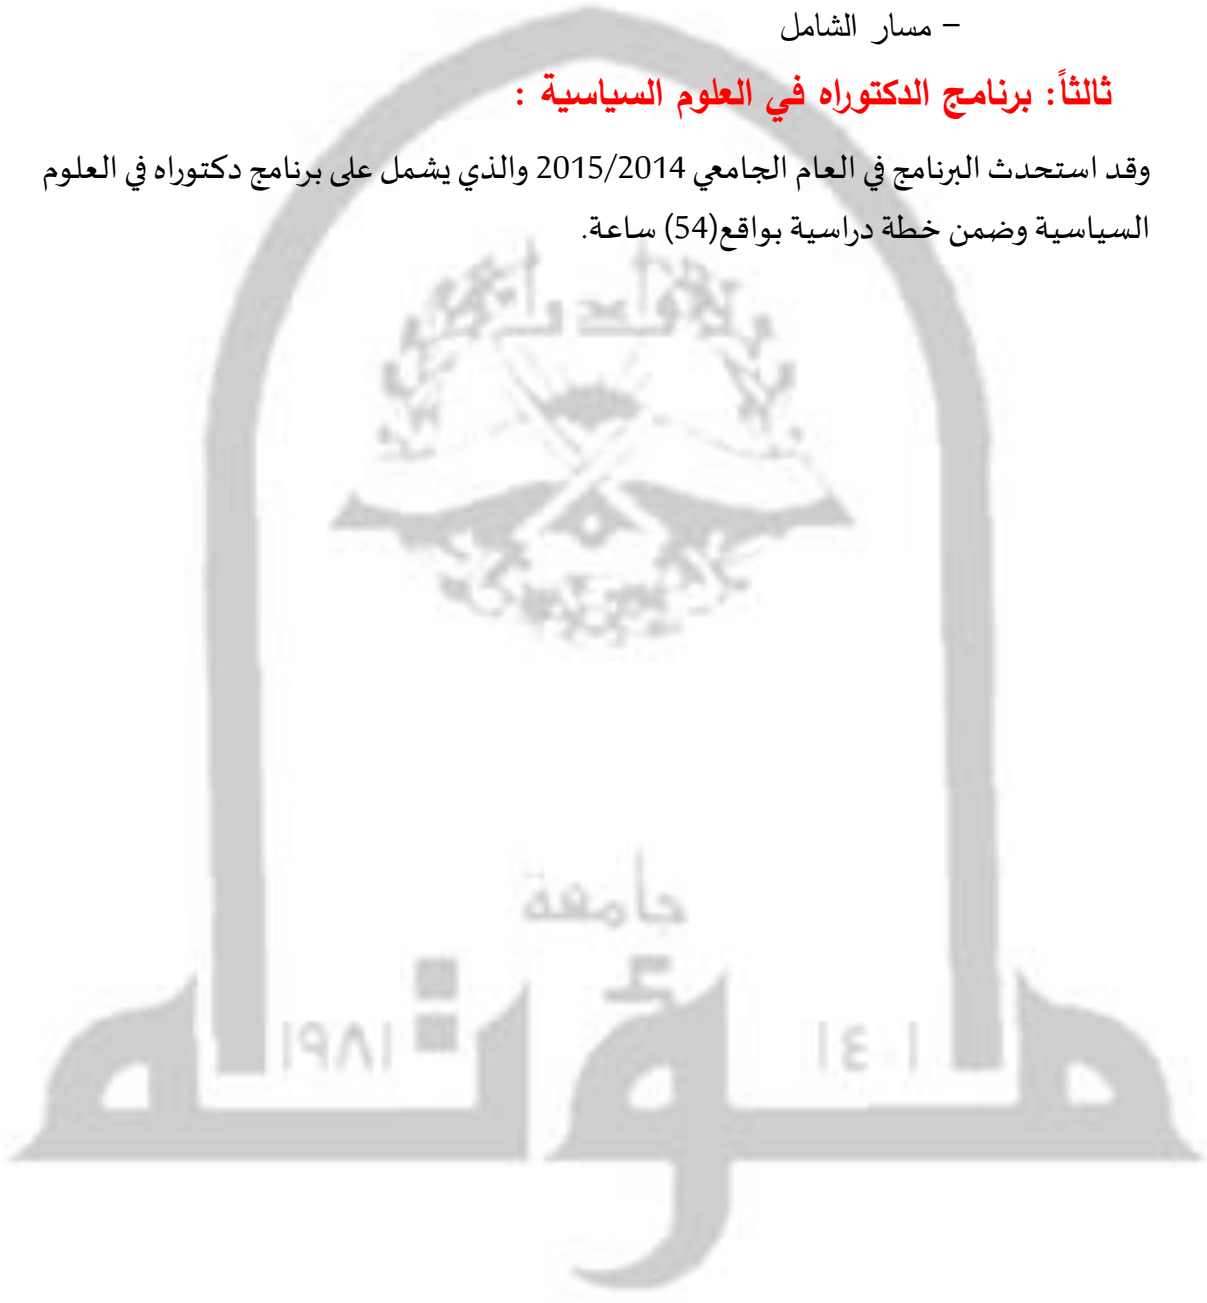 – مسار الشامل
ثالثاً: برنامج الدكتوراه في العلوم السياسية :
وقد استحدث البرنامج في العام الجامعي 2015/2014 والذي يشمل على برنامج دكتوراه في العلوم
السياسية وضمن خطة دراسية بواقع(54) ساعة.
جامعة
مؤتة
١٤٠١
١٩٨١